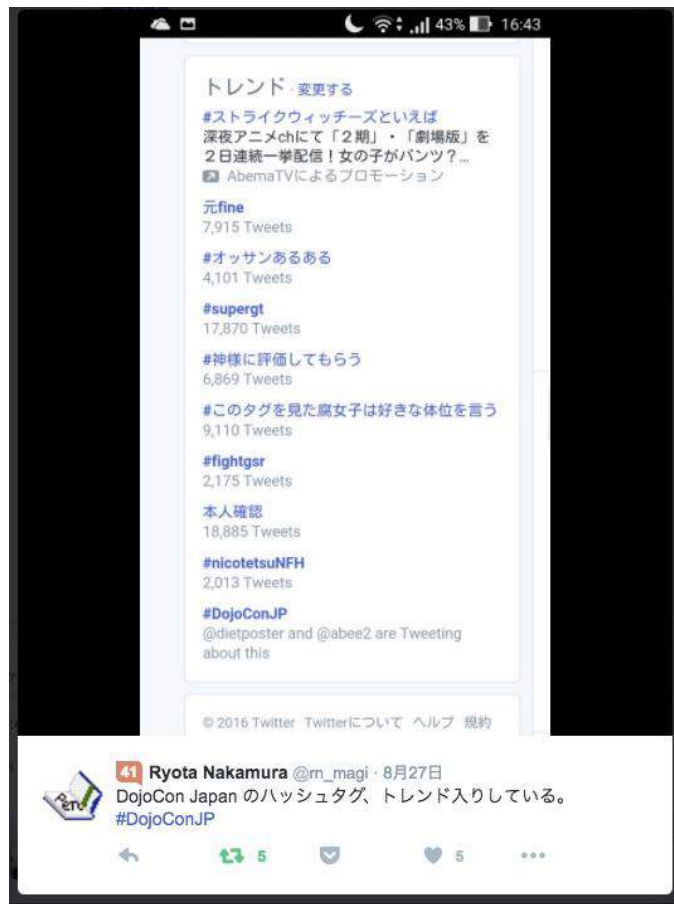 43% 16:43
トレンド · 変更する
#ストライクウィッチーズといえば
深夜アニメchにて「２期」・「劇場版」を
２日連続一挙配信！女の子がパンツ？...
AbemaTVによるプロモーション
元fine
7,915 Tweets
#オッサンあるある
4,101 Tweets
#supergt
17,870 Tweets
#神様に評価してもらう
6,869 Tweets
#このタグを見た腐女子は好きな体位を言う
9,110 Tweets
#fightgsr
2,175 Tweets
本人確認
18,885 Tweets
#nicotetsuNFH
2,013 Tweets
#DojoConJP
@dietposter and @abee2 are Tweeting
about this
© 2016 Twitter Twitterについて ヘルプ 規約
41 Ryota Nakamura @rn_magi · 8月27日
DojoCon Japan のハッシュタグ、トレンド入りしている。
#DojoConJP
5 5